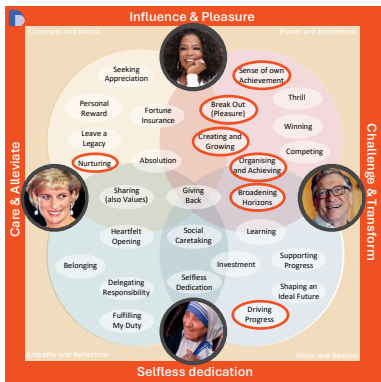 Influence & Pleasure
Closeness and Karma
Power and Excitement
Seeking
Appreciation
Sense of own
Achievement
Personal
Reward
Fortune
Insurance
Break Out
(Pleasure)
Thrill
Winning
Leave a
Legacy
Creating and
Growing
Nurturing
Absolution
Organising
and Achieving
Competing
Care & Alleviate
Challenge & Transform
Sharing
(also Values)
Giving
Back
Broadening
Horizons
Heartfelt
Opening
Social
Caretaking
Learning
Belonging
Investment
Supporting
Progress
Delegating
Responsibility
Selfless
Dedication
Shaping an
Ideal Future
Fulfilling
My Duty
Driving
Progress
Empathy and Reflection
Vision and Reason
Selfless dedication